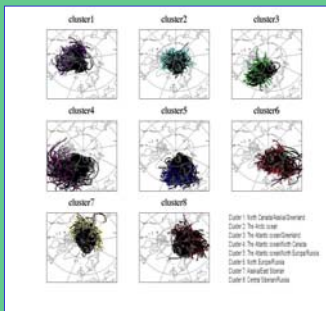 cluster1
cluster2
cluster3
cluster4
cluster5
cluster6
cluster7
cluster8
Cluster 1: North Canada/Alaska/Greenland
Cluster 2: The Arctic ocean
Cluster 3: The Atlantic ocean/Greenland
Cluster 4: The Atlantic ocean/North Canada
Cluster 5: The Atlantic ocean/North Europe/Russia
Cluster 6: North Europe/Russia
Cluster 7: Alaska/East Siberian
Cluster 8: Central Siberian/Russia